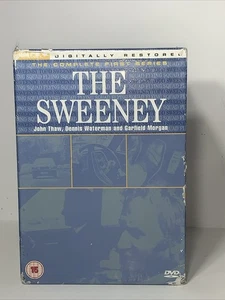 DIGITALLY RESTORED
THE COMPLETE FIRST SERIES
THE
SWEENEY
John Thaw, Dennis Waterman and Garfield Morgan
15
DVD